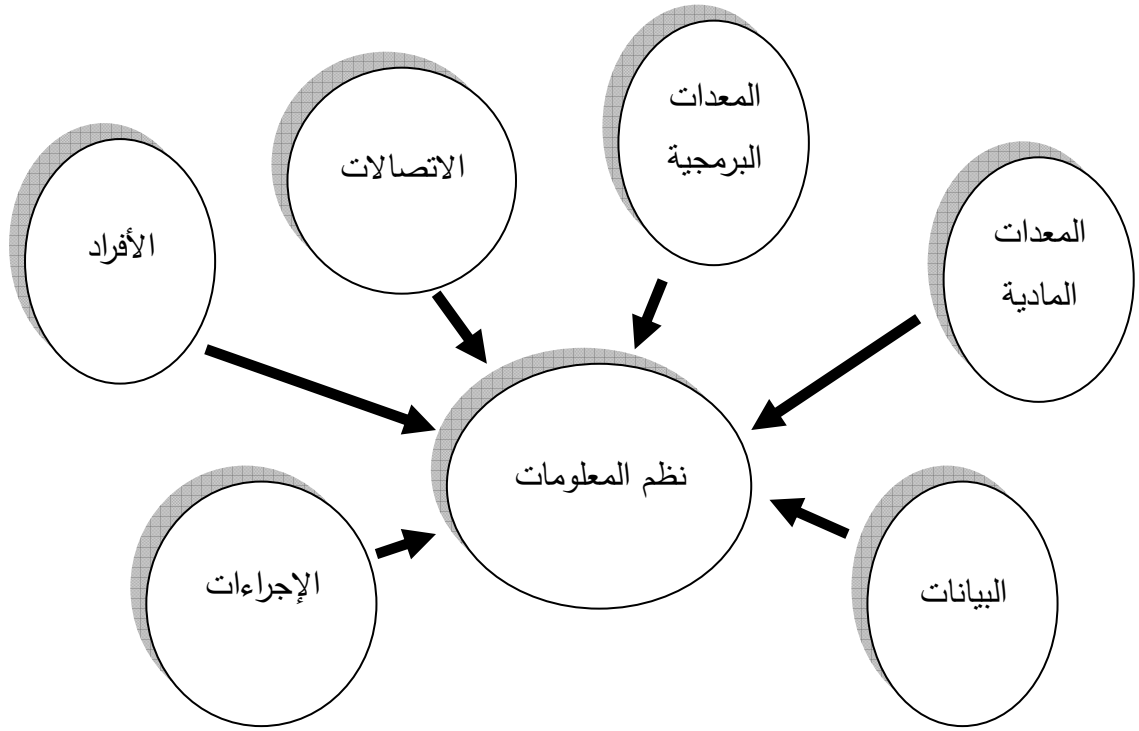 المعدات
البرمجية
الاتصالات
المعدات
المادية
الأفراد
نظم المعلومات
الإجراءات
البيانات